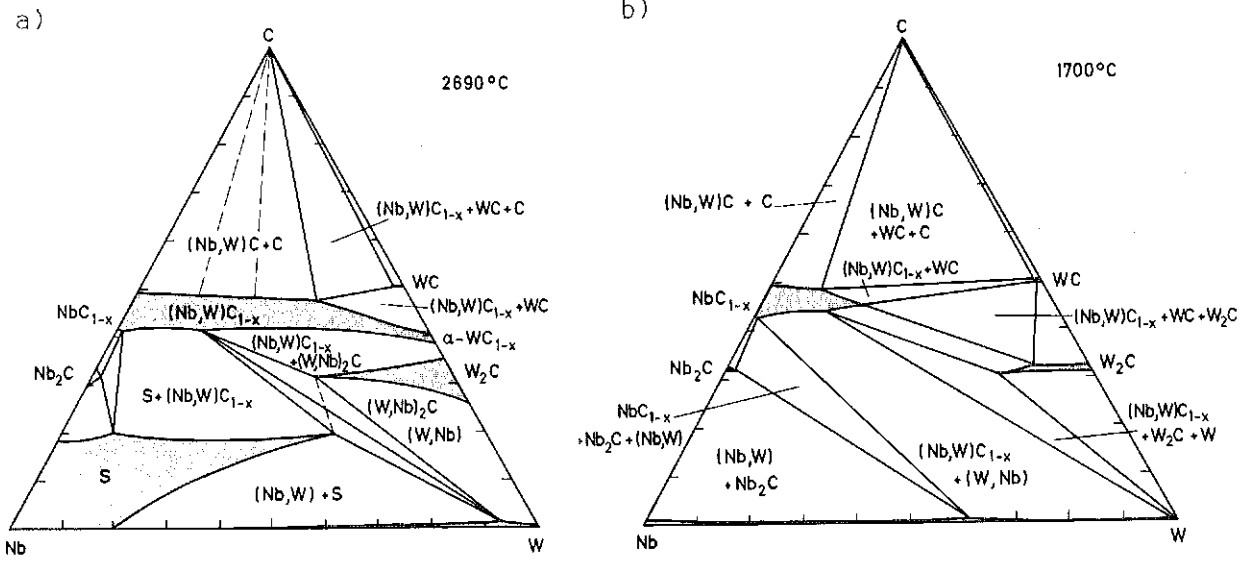 a)
C
2690°C
(Nb,W)C₁₋ₓ + WC + C
(Nb,W)C + C
WC
(Nb,W)C₁₋ₓ + WC
NbC₁₋ₓ
(Nb,W)C₁₋ₓ
α-WC₁₋ₓ
(Nb,W)C₁₋ₓ
+(W,Nb)₂C
Nb₂C
W₂C
S + (Nb,W)C₁₋ₓ
(W,Nb)₂C
(W,Nb)
S
(Nb,W) + S
Nb
W
b)
C
1700°C
(Nb,W)C + C
(Nb,W)C
+WC+C
(Nb,W)C₁₋ₓ+WC
WC
NbC₁₋ₓ
(Nb,W)C₁₋ₓ + WC + W₂C
Nb₂C
W₂C
NbC₁₋ₓ
+Nb₂C + (Nb,W)
(Nb,W)C₁₋ₓ
+ W₂C + W
(Nb,W)
+ Nb₂C
(Nb,W)C₁₋ₓ
+ (W,Nb)
Nb
W